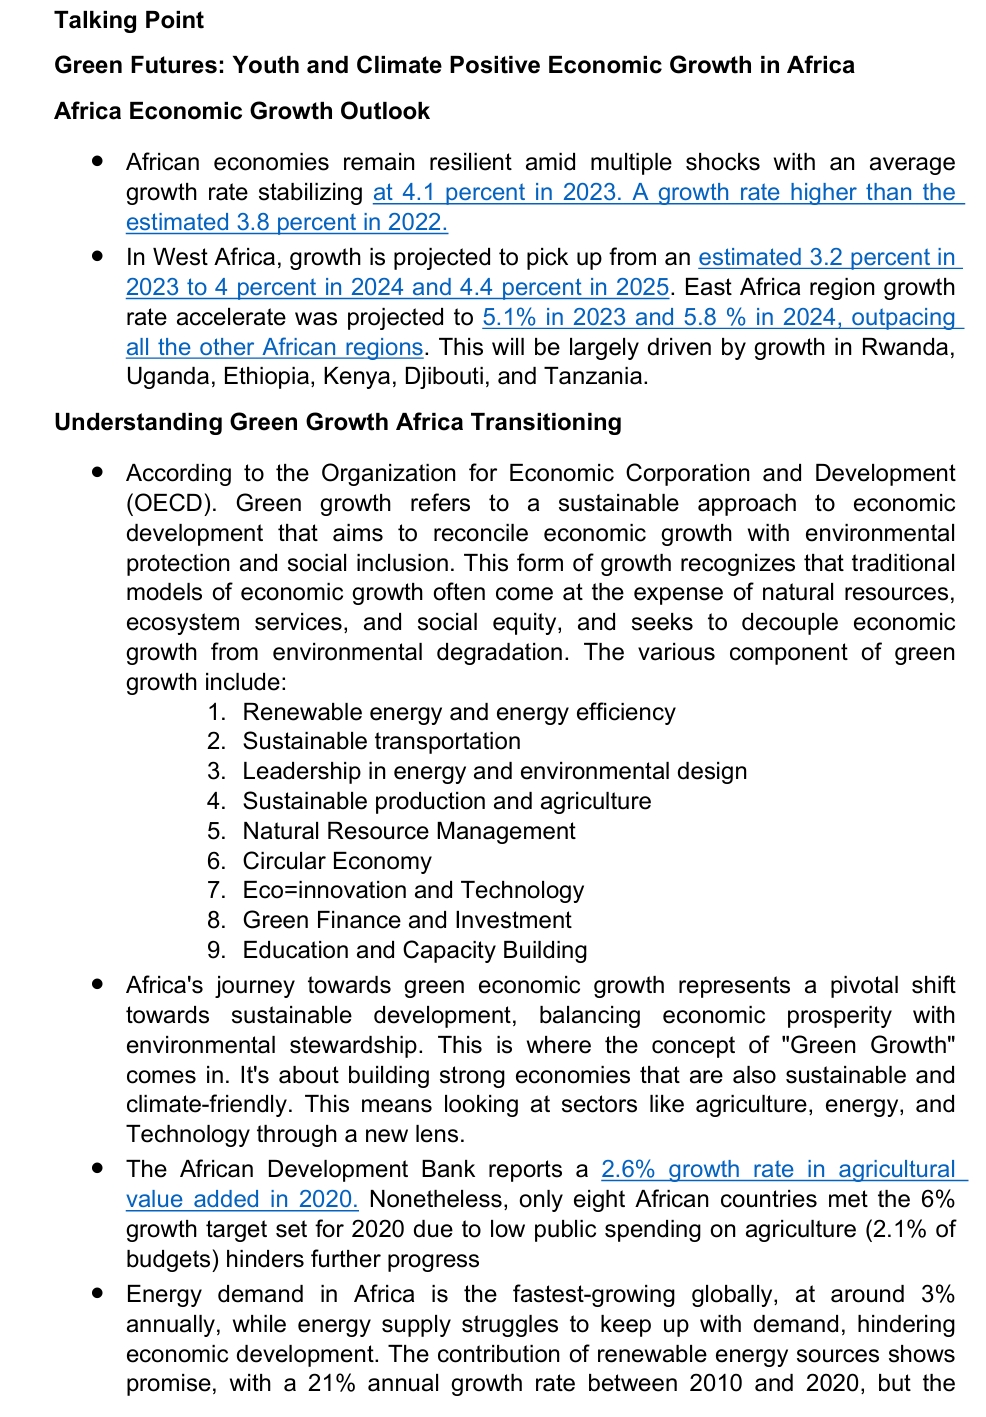 Talking Point
Green Futures: Youth and Climate Positive Economic Growth in Africa
Africa Economic Growth Outlook
● African economies remain resilient amid multiple shocks with an average
growth rate stabilizing at 4.1 percent in 2023. A growth rate higher than the
estimated 3.8 percent in 2022.
● In West Africa, growth is projected to pick up from an estimated 3.2 percent in
2023 to 4 percent in 2024 and 4.4 percent in 2025. East Africa region growth
rate accelerate was projected to 5.1% in 2023 and 5.8 % in 2024, outpacing
all the other African regions. This will be largely driven by growth in Rwanda,
Uganda, Ethiopia, Kenya, Djibouti, and Tanzania.
Understanding Green Growth Africa Transitioning
● According to the Organization for Economic Corporation and Development
(OECD). Green growth refers to a sustainable approach to economic
development that aims to reconcile economic growth with environmental
protection and social inclusion. This form of growth recognizes that traditional
models of economic growth often come at the expense of natural resources,
ecosystem services, and social equity, and seeks to decouple economic
growth from environmental degradation. The various component of green
growth include:
1. Renewable energy and energy efficiency
2. Sustainable transportation
3. Leadership in energy and environmental design
4. Sustainable production and agriculture
5. Natural Resource Management
6. Circular Economy
7. Eco=innovation and Technology
8. Green Finance and Investment
9. Education and Capacity Building
● Africa's journey towards green economic growth represents a pivotal shift
towards sustainable development, balancing economic prosperity with
environmental stewardship. This is where the concept of "Green Growth"
comes in. It's about building strong economies that are also sustainable and
climate-friendly. This means looking at sectors like agriculture, energy, and
Technology through a new lens.
● The African Development Bank reports a 2.6% growth rate in agricultural
value added in 2020. Nonetheless, only eight African countries met the 6%
growth target set for 2020 due to low public spending on agriculture (2.1% of
budgets) hinders further progress
● Energy demand in Africa is the fastest-growing globally, at around 3%
annually, while energy supply struggles to keep up with demand, hindering
economic development. The contribution of renewable energy sources shows
promise, with a 21% annual growth rate between 2010 and 2020, but the